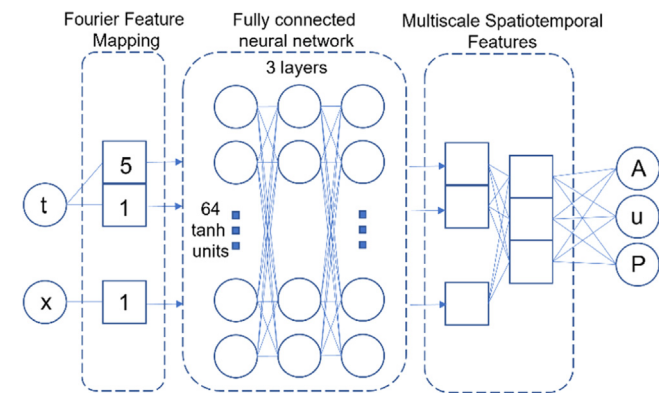 Fourier Feature
Mapping
Fully connected
neural network
3 layers
Multiscale Spatiotemporal
Features
t
5
1
x
1
64
tanh
units
A
u
P